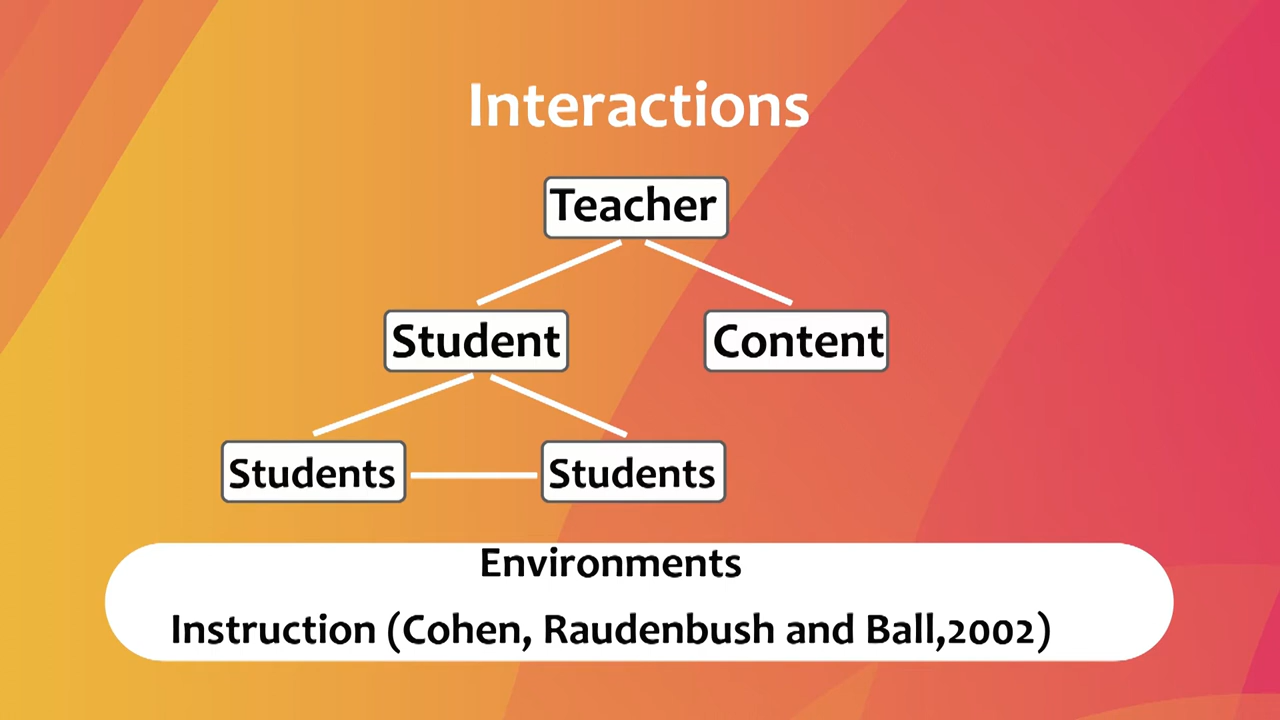 Interactions
Teacher
Student
Content
Students
Students
Environments
Instruction (Cohen, Raudenbush and Ball,2002)